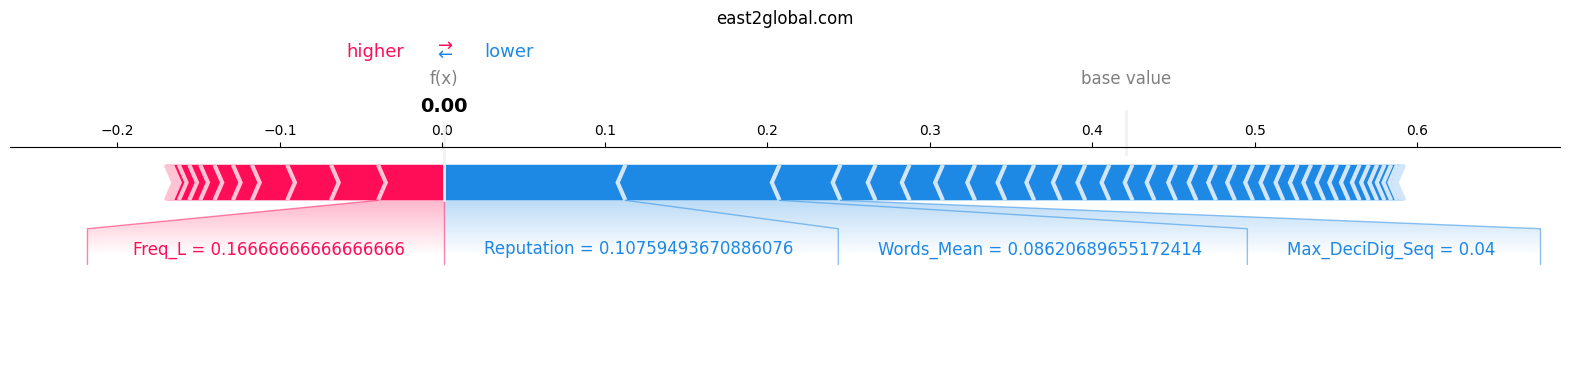 east2global.com
higher ⇄ lower
f(x) base value
0.00
−0.2 −0.1 0.0 0.1 0.2 0.3 0.4 0.5 0.6
Freq_L = 0.16666666666666666 Reputation = 0.10759493670886076 Words_Mean = 0.08620689655172414 Max_DeciDig_Seq = 0.04